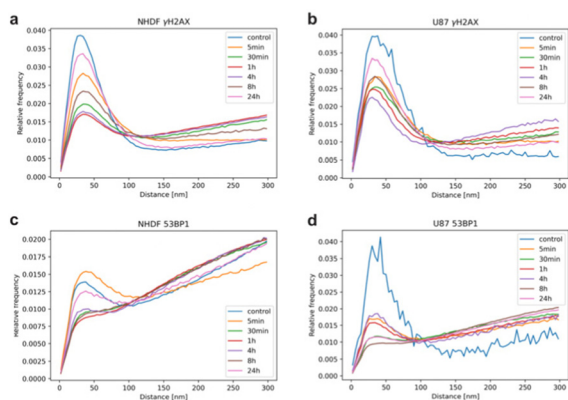 a
NHDF yH2AX
0.040
0.035
0.030
0.025
0.020
0.015
0.010
0.005
0.000
Relative frequency
0 50 100 150 200 250 300
Distance [nm]
control
5min
30min
1h
4h
8h
24h
b
U87 yH2AX
0.040
0.035
0.030
0.025
0.020
0.015
0.010
0.005
0.000
Relative frequency
0 50 100 150 200 250 300
Distance [nm]
control
5min
30min
1h
4h
8h
24h
c
NHDF 53BP1
0.0200
0.0175
0.0150
0.0125
0.0100
0.0075
0.0050
0.0025
0.0000
Relative frequency
0 50 100 150 200 250 300
Distance [nm]
control
5min
30min
1h
4h
8h
24h
d
U87 53BP1
0.040
0.035
0.030
0.025
0.020
0.015
0.010
0.005
0.000
Relative frequency
0 50 100 150 200 250 300
Distance [nm]
control
5min
30min
1h
4h
8h
24h